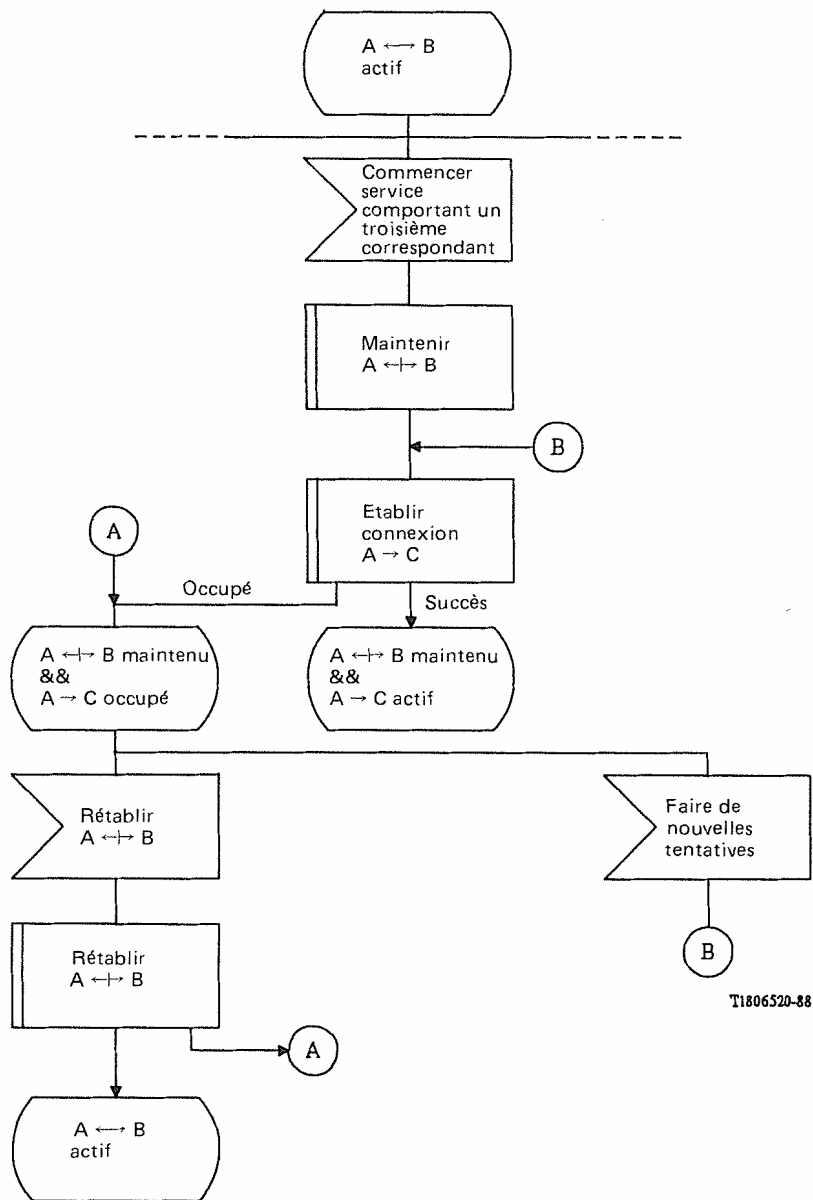 A ←→ B
actif
Commencer
service
comportant un
troisième
correspondant
Maintenir
A ←|→ B
B
Etablir
connexion
A → C
A
Occupé
Succès
A ←|→ B maintenu
&&
A → C occupé
A ←|→ B maintenu
&&
A → C actif
Rétablir
A ←|→ B
Faire de
nouvelles
tentatives
Rétablir
A ←|→ B
B
T1806520-88
A
A ←→ B
actif